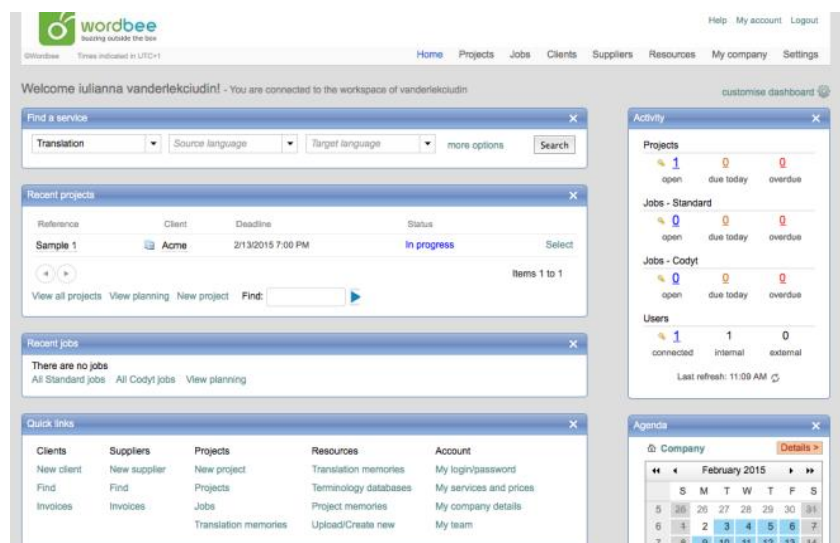 wordbee
buzzing outside the box
Help My account Logout
©Wordbee Times indicated in UTC+1
Home Projects Jobs Clients Suppliers Resources My company Settings
Welcome iulianna vanderlekciudin! - You are connected to the workspace of vanderlekciudin
customise dashboard
Find a service
Translation Source language Target language more options Search
Recent projects
Reference Client Deadline Status
Sample 1 Acme 2/13/2015 7:00 PM In progress Select
Items 1 to 1
View all projects View planning New project Find:
Recent jobs
There are no jobs
All Standard jobs All Codyt jobs View planning
Quick links
Clients Suppliers Projects Resources Account
New client New supplier New project Translation memories My login/password
Find Find Projects Terminology databases My services and prices
Invoices Invoices Jobs Project memories My company details
Translation memories Upload/Create new My team
Activity
Projects
1 0 0
open due today overdue
Jobs - Standard
0 0 0
open due today overdue
Jobs - Codyt
0 0 0
open due today overdue
Users
1 1 0
connected internal external
Last refresh: 11:09 AM
Agenda
Company Details >
February 2015
S M T W T F S
5 25 26 27 28 29 30 31
6 1 2 3 4 5 6 7
7 8 9 10 11 12 13 14